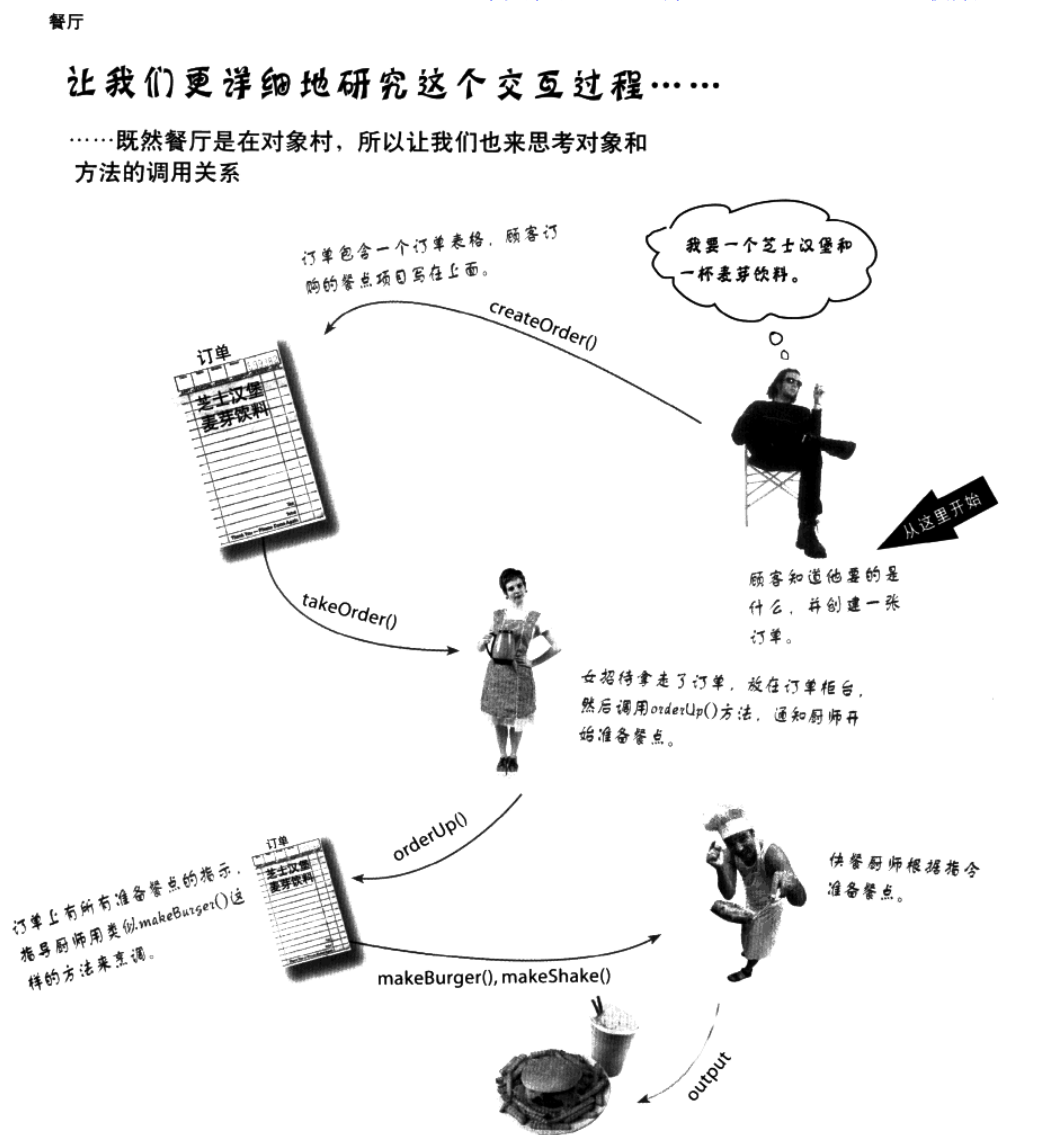 餐厅
让我们更详细地研究这个交互过程……
……既然餐厅是在对象村，所以让我们也来思考对象和
方法的调用关系
我要一个芝士汉堡和
一杯麦芽饮料。
订单包含一个订单表格，顾客订
购的餐点项目写在上面。
createOrder()
订单
芝士汉堡
麦芽饮料
从这里开始
顾客知道他要的是
什么，并创建一张
订单。
takeOrder()
女招待拿走了订单，放在订单柜台，
然后调用orderUp()方法，通知厨师开
始准备餐点。
orderUp()
订单
芝士汉堡
麦芽饮料
订单上有所有准备餐点的指示，
指导厨师用类似makeBurger()这
样的方法来烹调。
快餐厨师根据指令
准备餐点。
makeBurger(), makeShake()
output